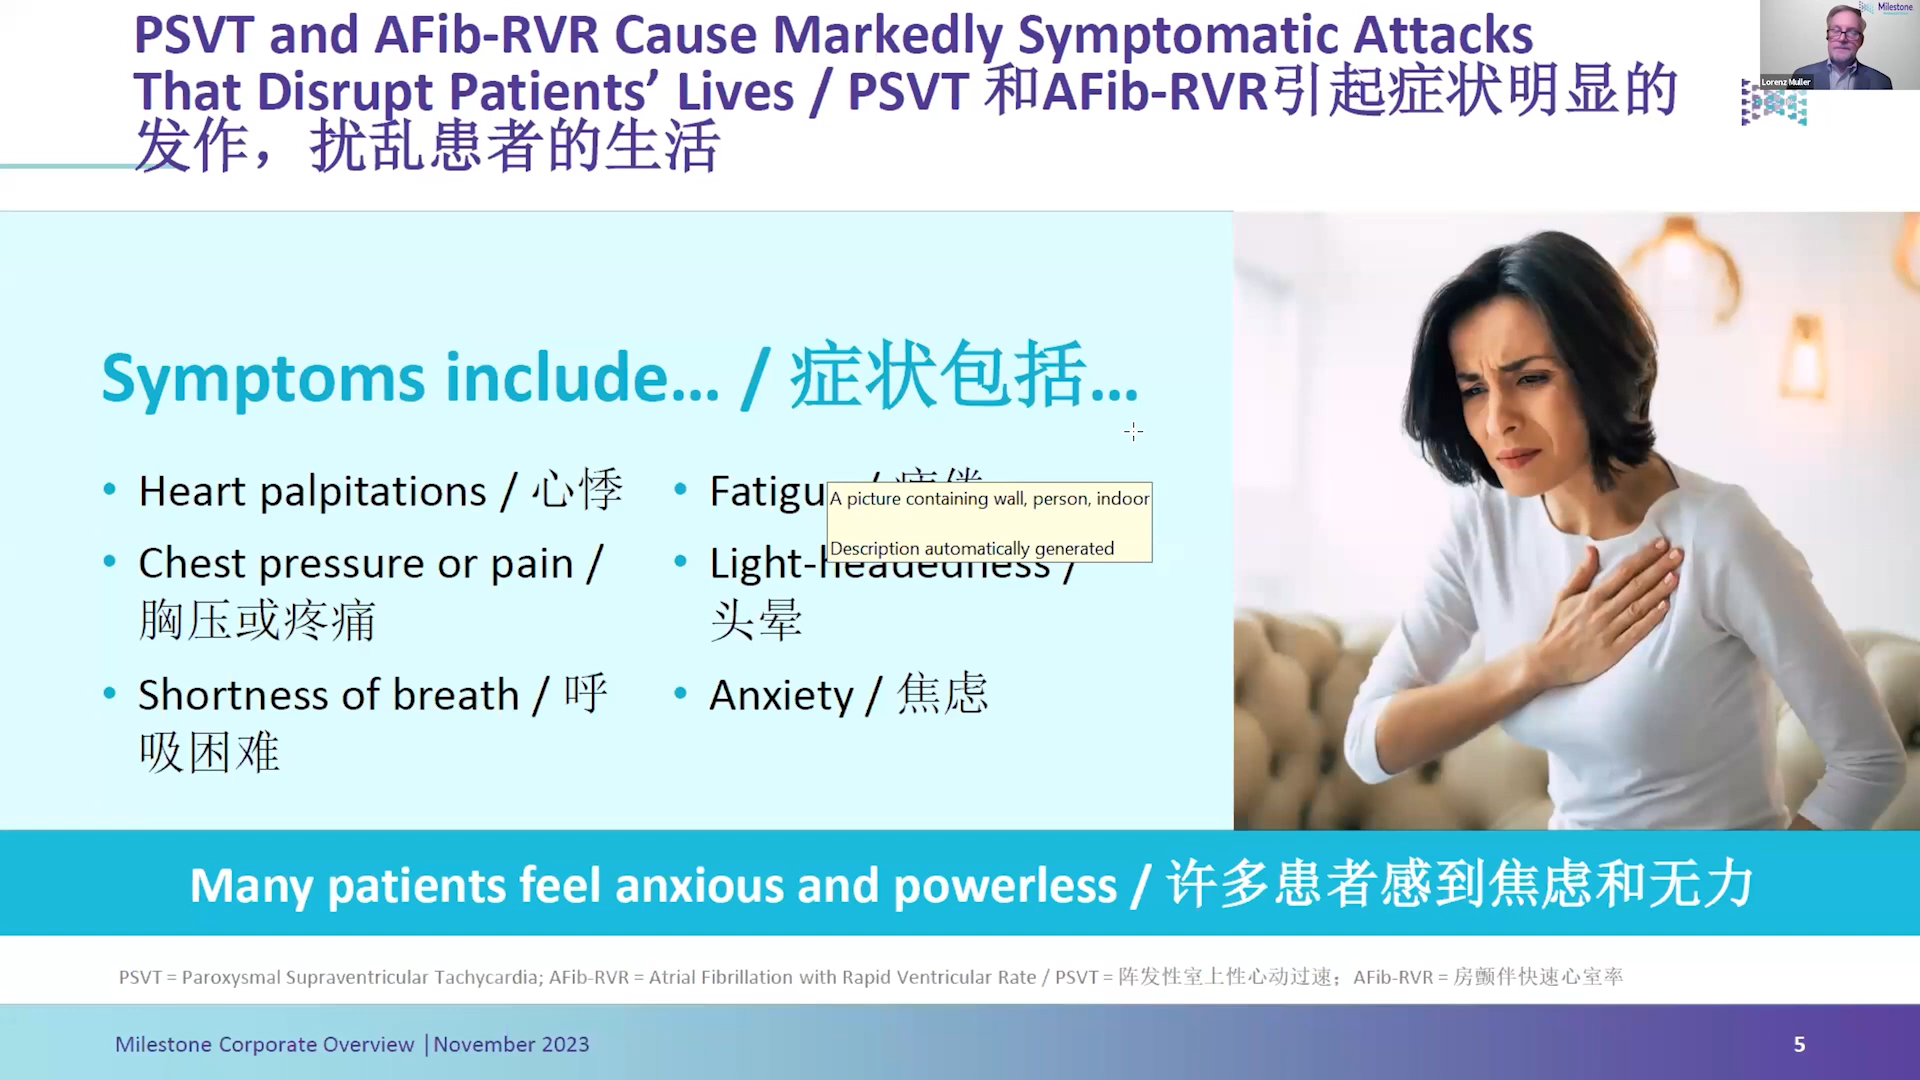 PSVT and AFib-RVR Cause Markedly Symptomatic Attacks
That Disrupt Patients’ Lives / PSVT 和AFib-RVR引起症状明显的
发作，扰乱患者的生活
Milestone
Lorenz Muller
Symptoms include… / 症状包括…
• Heart palpitations / 心悸
• Chest pressure or pain /
胸压或疼痛
• Shortness of breath / 呼
吸困难
• Fatigu
A picture containing wall, person, indoor
Description automatically generated
• Light-headedness /
头晕
• Anxiety / 焦虑
Many patients feel anxious and powerless / 许多患者感到焦虑和无力
PSVT = Paroxysmal Supraventricular Tachycardia; AFib-RVR = Atrial Fibrillation with Rapid Ventricular Rate / PSVT = 阵发性室上性心动过速；AFib-RVR = 房颤伴快速心室率
Milestone Corporate Overview | November 2023
5